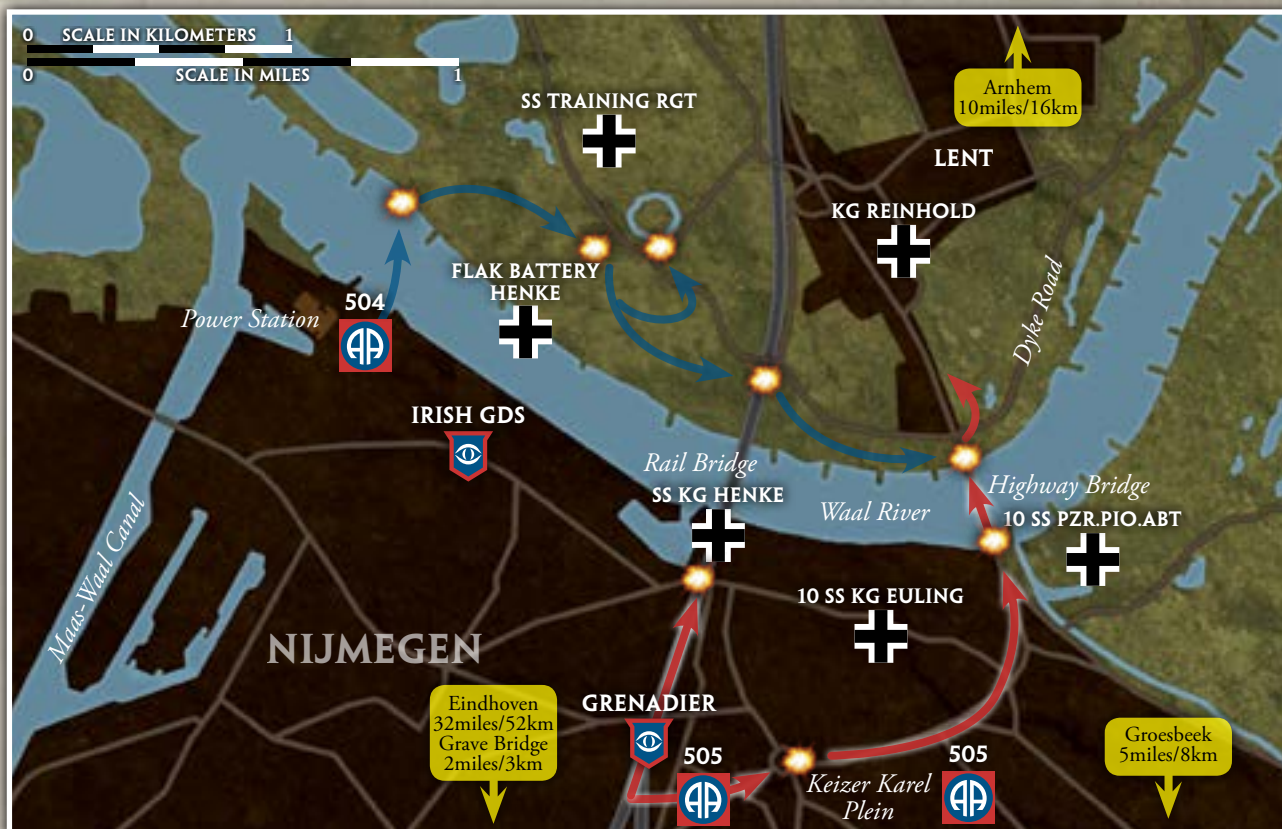 0 SCALE IN KILOMETERS 1
0 SCALE IN MILES 1
Arnhem
10miles/16km
SS TRAINING RGT
LENT
KG REINHOLD
FLAK BATTERY
HENKE
504
AA
Power Station
Dyke Road
IRISH GDS
Rail Bridge
SS KG HENKE
Highway Bridge
Waal River
10 SS PZR.PIO.ABT
Maas-Waal Canal
10 SS KG EULING
NIJMEGEN
Eindhoven
32miles/52km
Grave Bridge
2miles/3km
GRENADIER
505
AA
Keizer Karel
Plein
505
AA
Groesbeek
5miles/8km